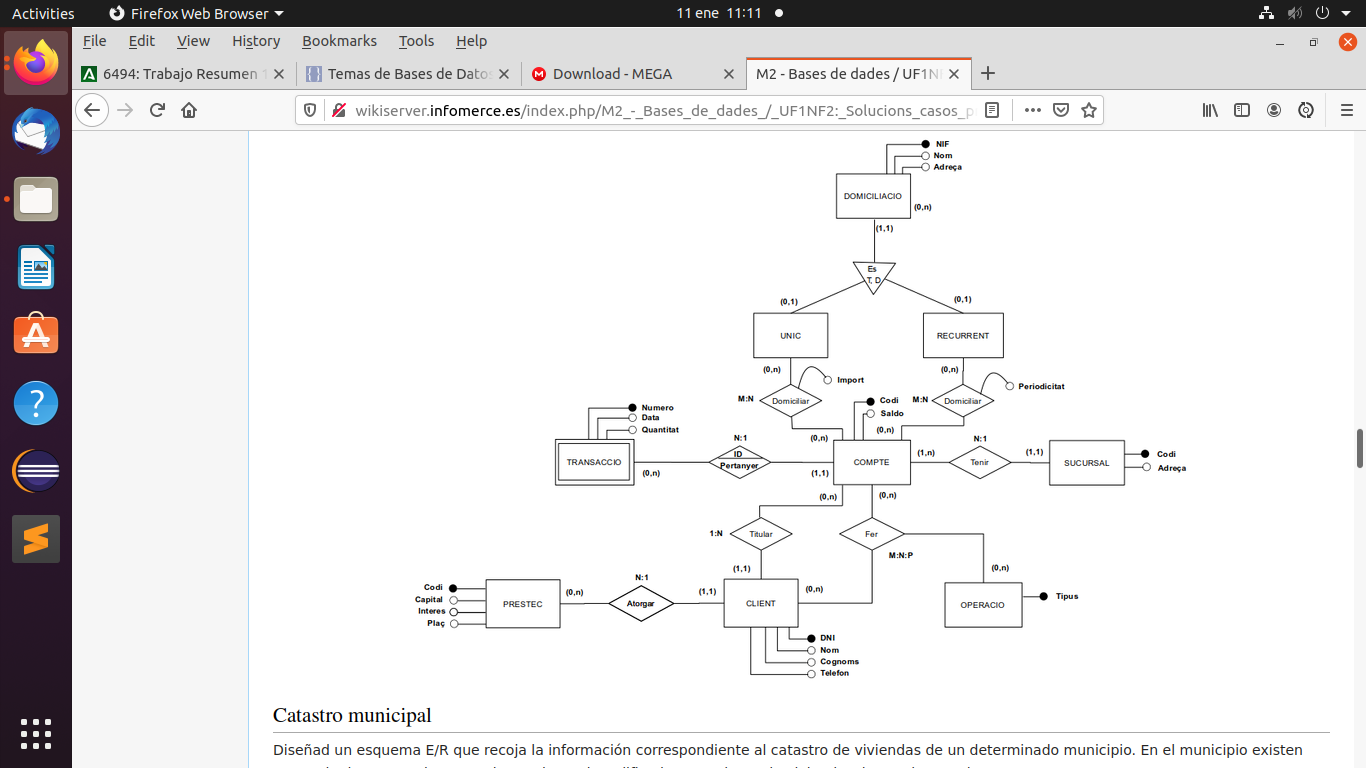 Activities
Firefox Web Browser
11 ene 11:11
File Edit View History Bookmarks Tools Help
6494: Trabajo Resumen 1
Temas de Bases de Datos
Download - MEGA
M2 - Bases de dades / UF1NF
wikiserver.infomerce.es/index.php/M2_-_Bases_de_dades_/_UF1NF2:_Solucions_casos_p
NIF
Nom
Adreça
DOMICILIACIO
(0,n)
(1,1)
Es
T, D
(0,1)
(0,1)
UNIC
RECURRENT
(0,n)
(0,n)
Import
Periodicitat
M:N
Domiciliar
M:N
Domiciliar
Codi
Saldo
Numero
Data
Quantitat
(0,n)
(0,n)
N:1
N:1
ID
Pertanyer
TRANSACCIO
(0,n)
(1,1)
COMPTE
(1,n)
Tenir
(1,1)
SUCURSAL
Codi
Adreça
(0,n)
(0,n)
1:N
Titular
Fer
M:N:P
(1,1)
(0,n)
N:1
Codi
Capital
Interes
Plaç
PRESTEC
(0,n)
Atorgar
(1,1)
CLIENT
(0,n)
OPERACIO
Tipus
DNI
Nom
Cognoms
Telefon
Catastro municipal
Diseñad un esquema E/R que recoja la información correspondiente al catastro de viviendas de un determinado municipio. En el municipio existen